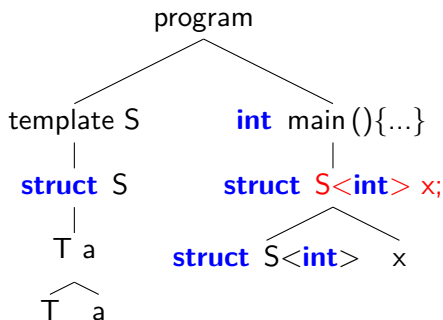 program
template S int main(){...}
struct S struct S<int> x;
T a struct S<int> x
T a